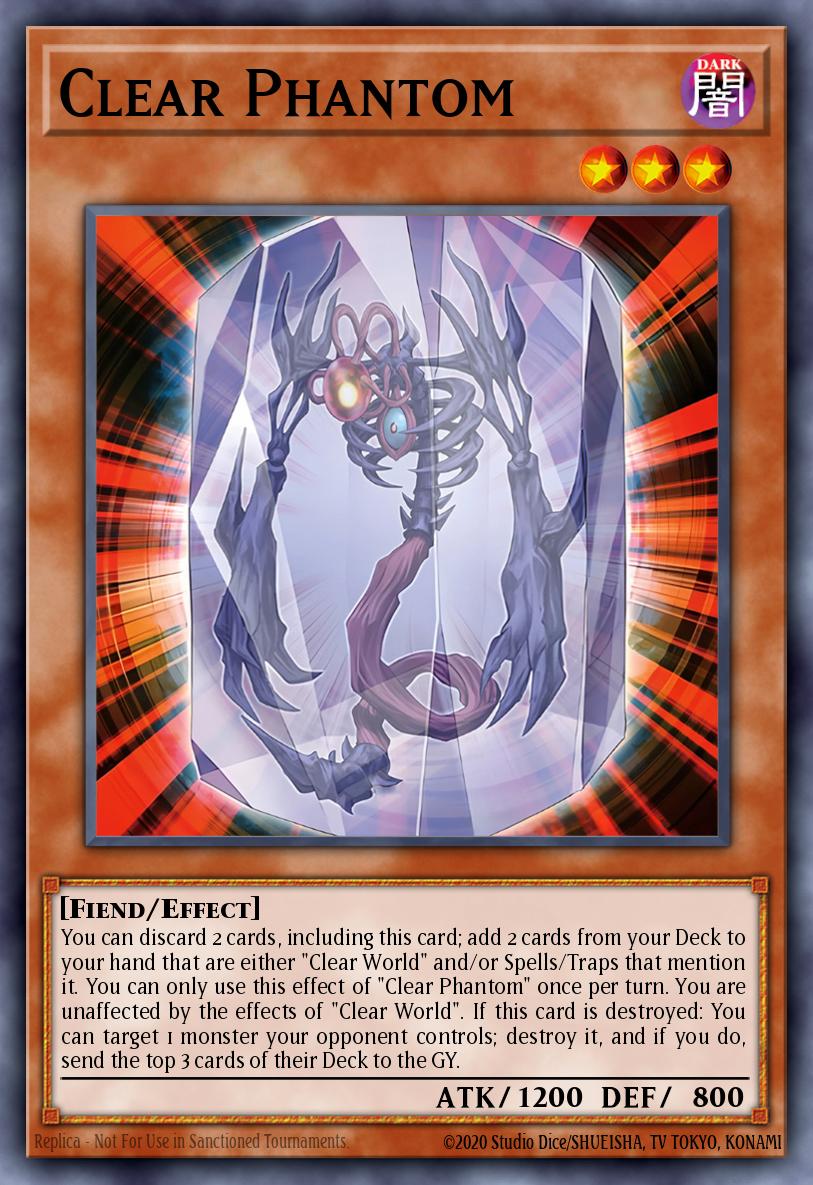 Clear Phantom
DARK
闇
[Fiend/Effect]
You can discard 2 cards, including this card; add 2 cards from your Deck to
your hand that are either "Clear World" and/or Spells/Traps that mention
it. You can only use this effect of "Clear Phantom" once per turn. You are
unaffected by the effects of "Clear World". If this card is destroyed: You
can target 1 monster your opponent controls; destroy it, and if you do,
send the top 3 cards of their Deck to the GY.
ATK/1200 DEF/ 800
Replica - Not For Use in Sanctioned Tournaments.
©2020 Studio Dice/SHUEISHA, TV TOKYO, KONAMI